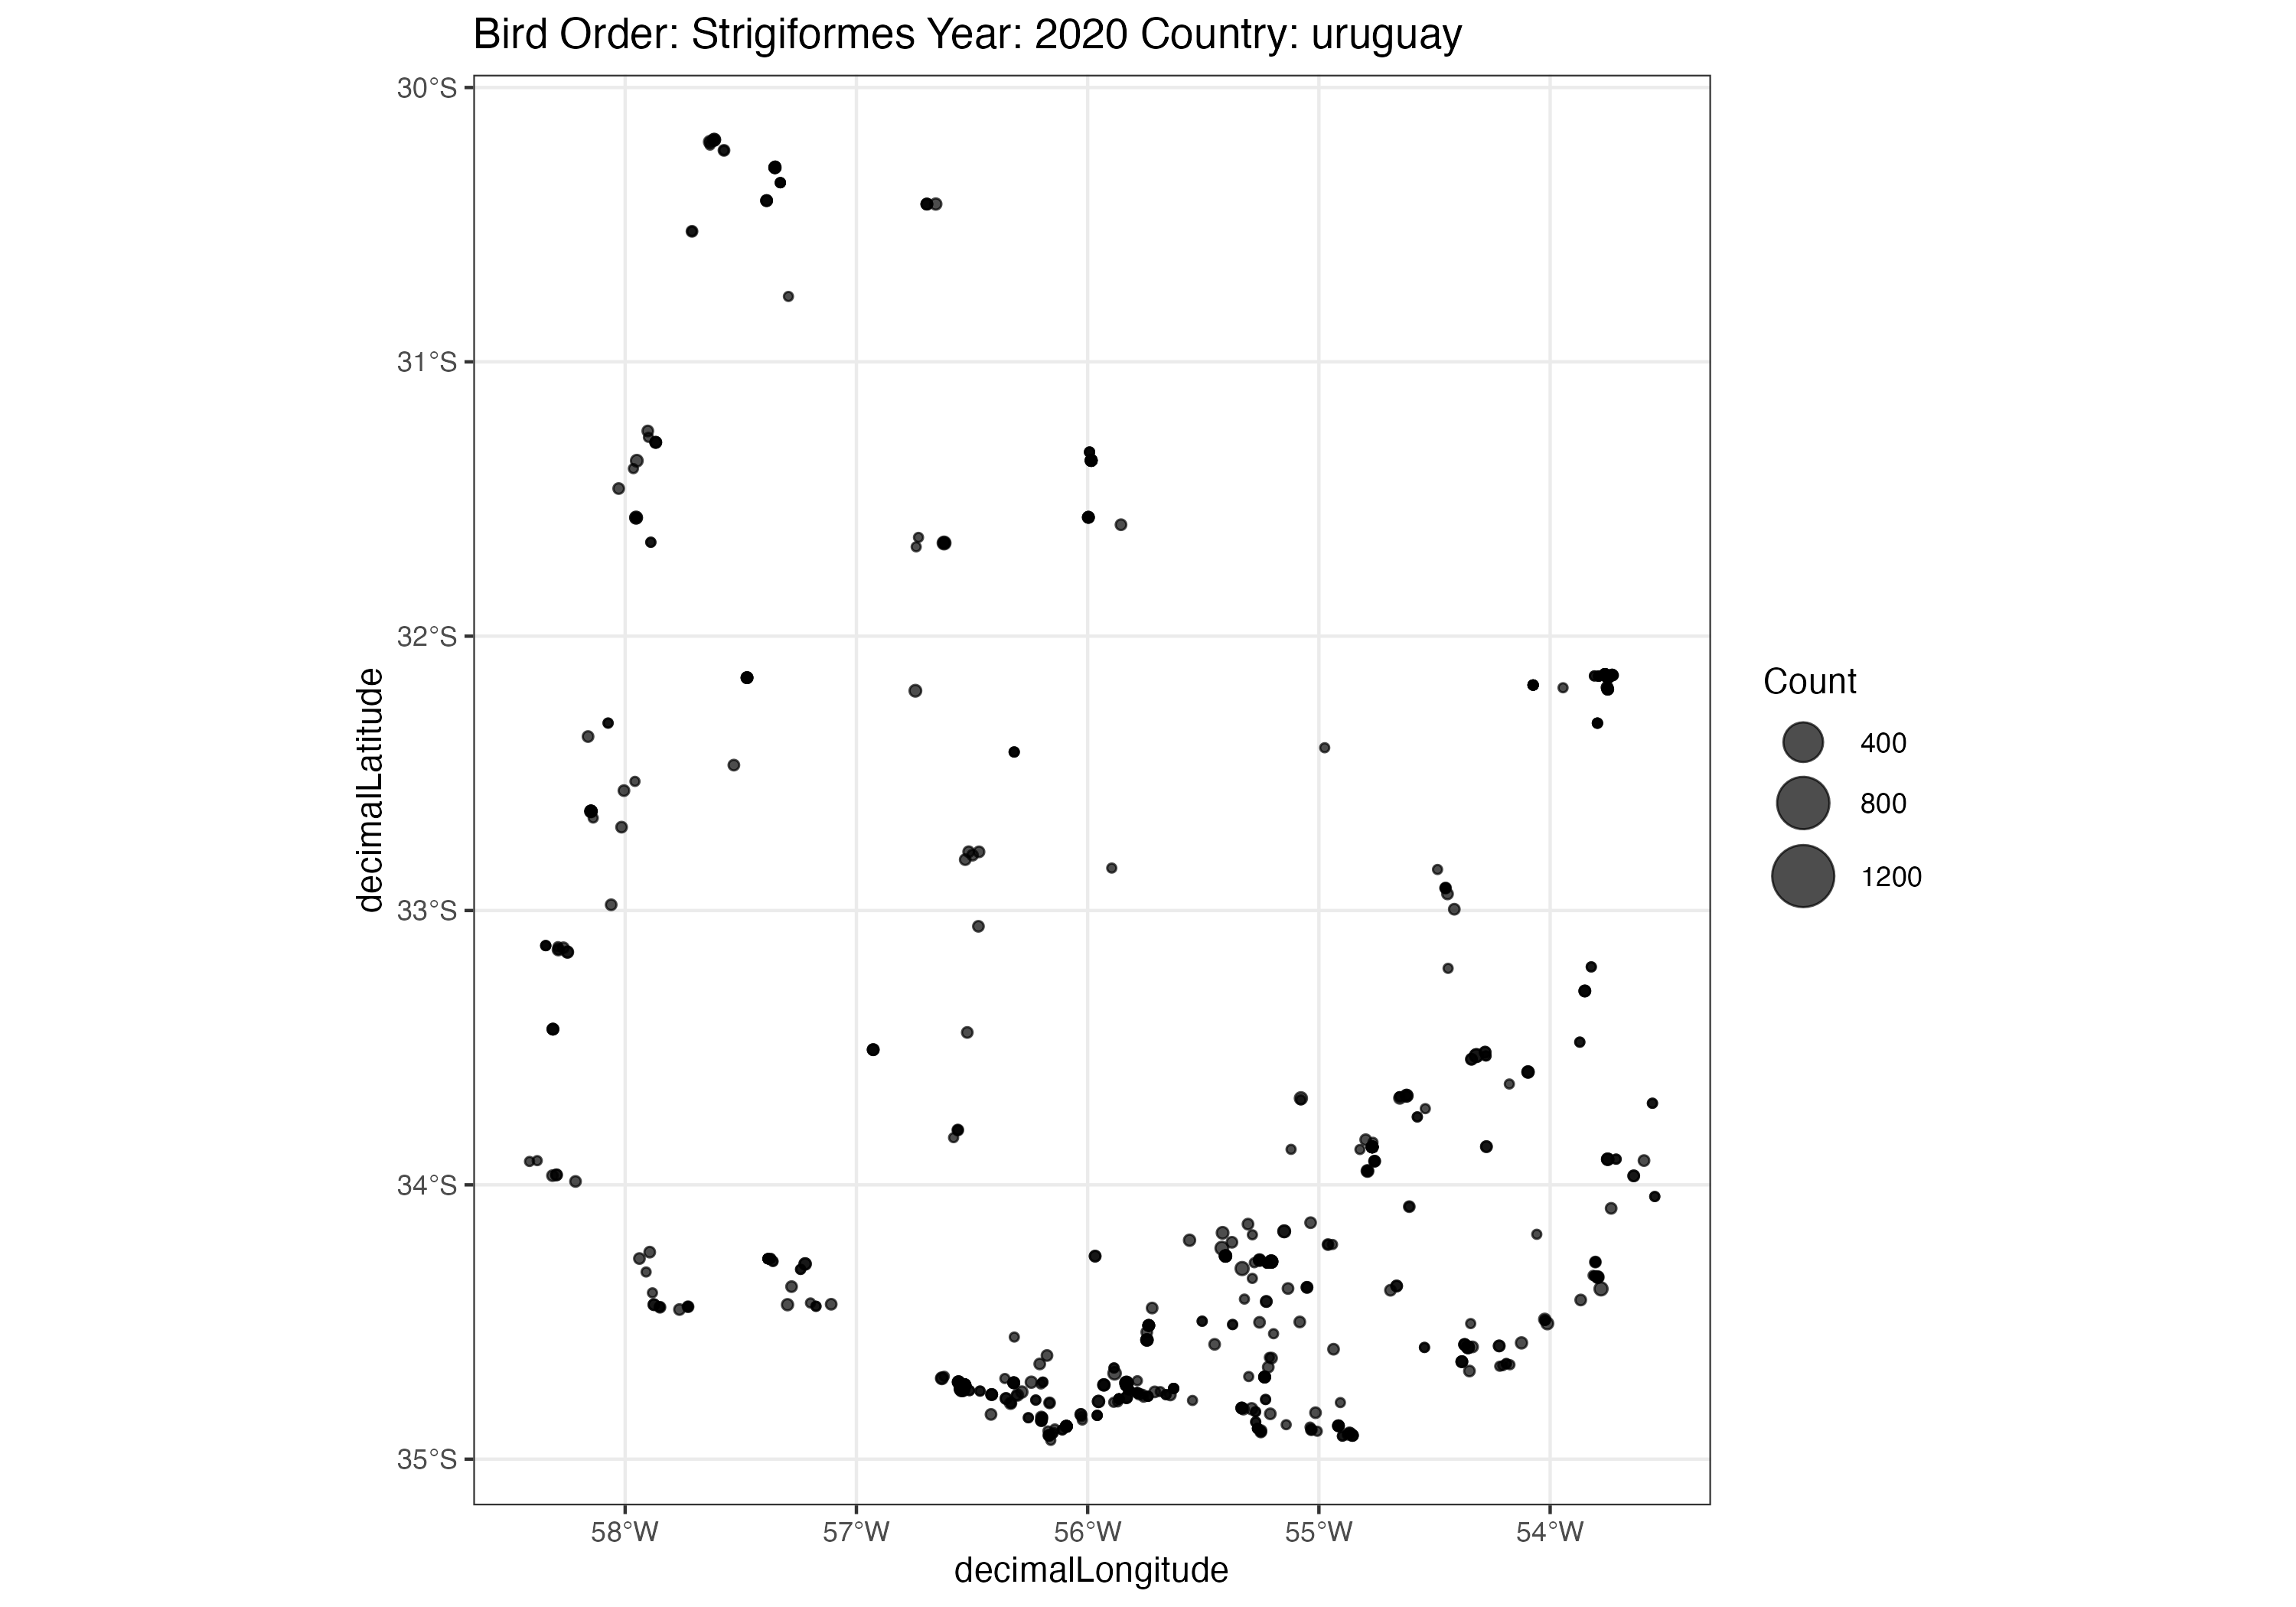 Bird Order: Strigiformes Year: 2020 Country: uruguay
30°S
31°S
32°S
33°S
34°S
35°S
decimalLatitude
58°W
57°W
56°W
55°W
54°W
decimalLongitude
Count
400
800
1200